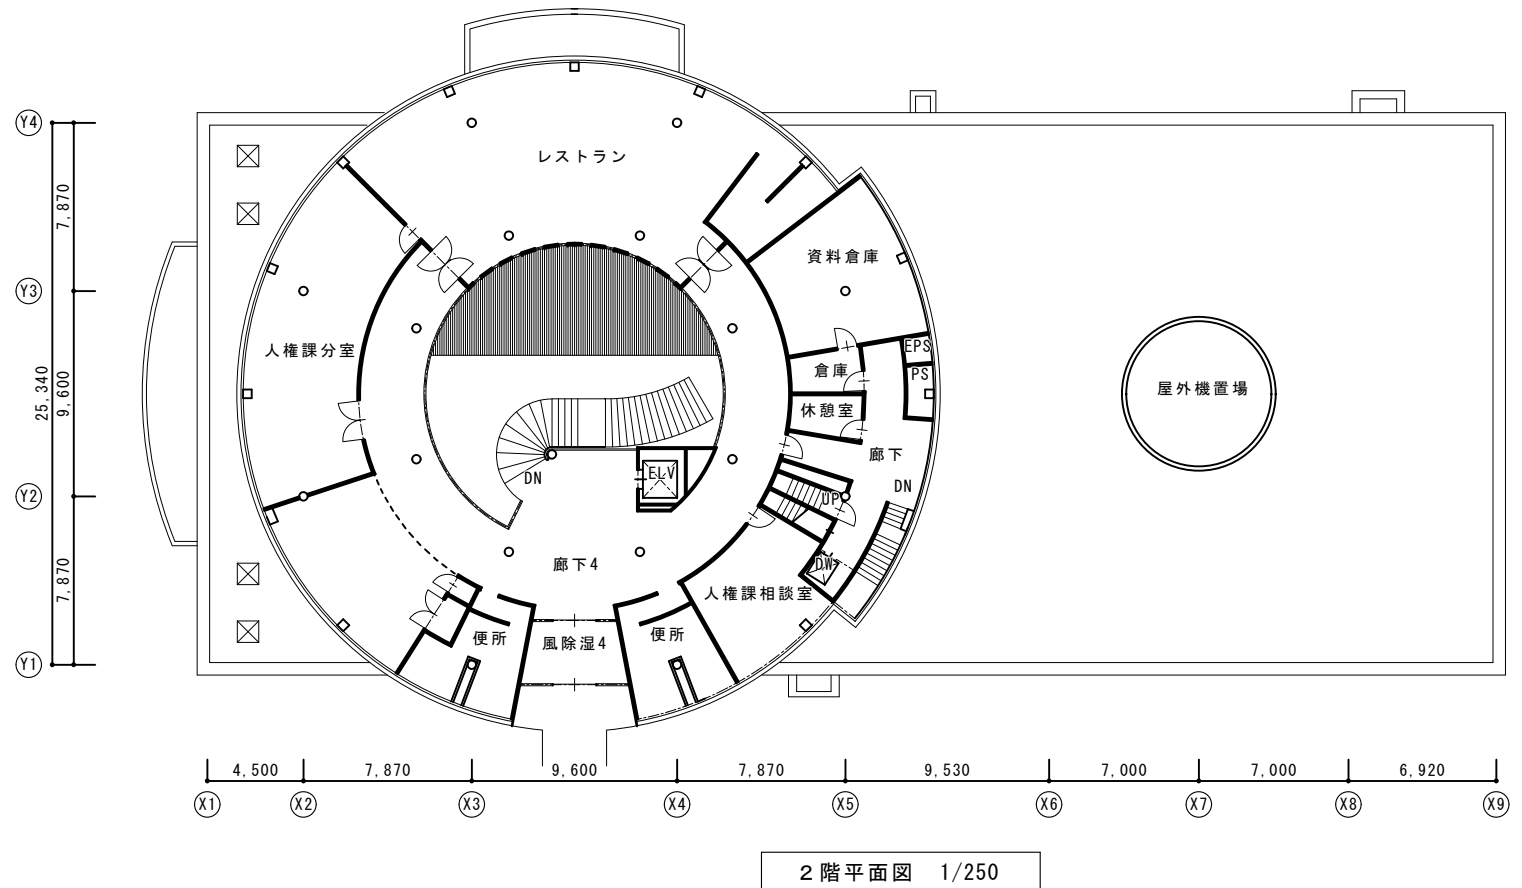 Y4
7,870
レストラン
資料倉庫
Y3
人権課分室
EPS
倉庫
PS
25,340
9,600
屋外機置場
休憩室
廊下
ELV
DN
DN
Y2
UP
廊下4
DW
7,870
人権課相談室
便所
風除湿4
便所
Y1
4,500
7,870
9,600
7,870
9,530
7,000
7,000
6,920
X1
X2
X3
X4
X5
X6
X7
X8
X9
2階平面図 1/250